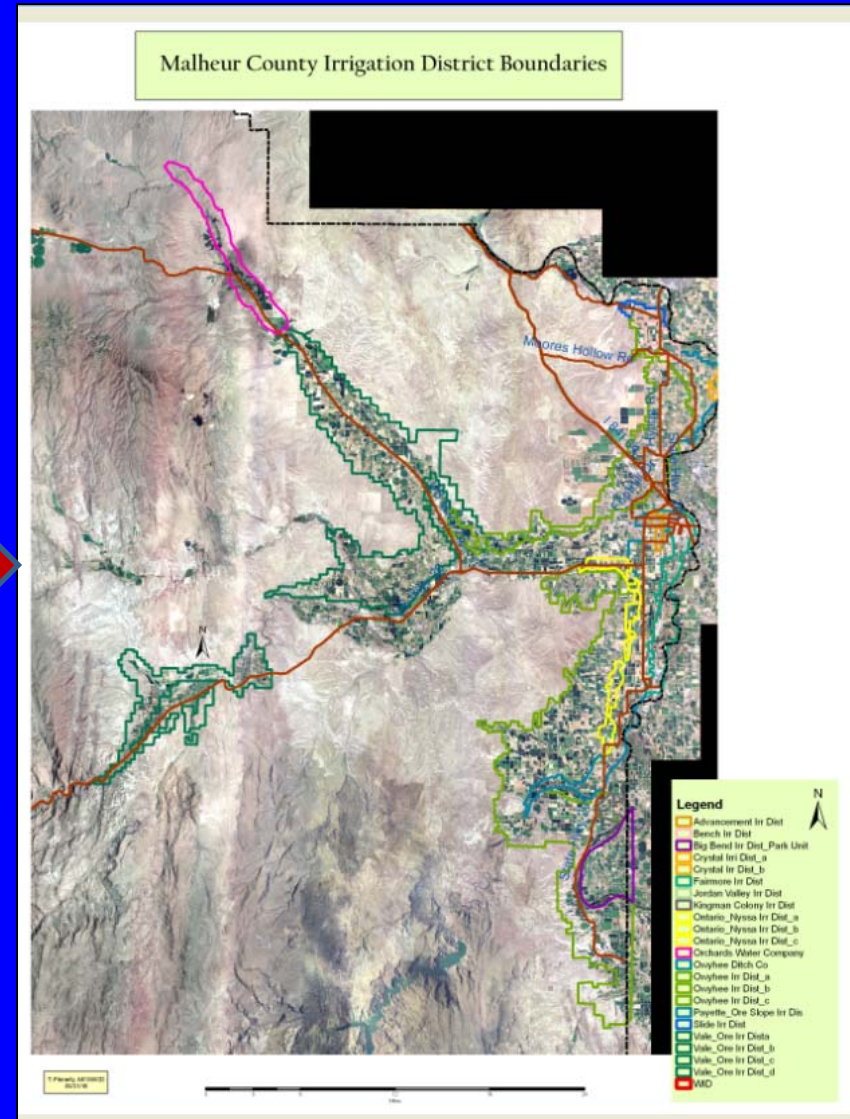 Malheur County Irrigation District Boundaries
Moores Hollow Rd
N
N
Legend
Advancement Irr Dist
Bench Irr Dist
Big Bend Irr Dist_Park Unit
Crystal Irri Dist_a
Crystal Irr Dist_b
Fairmore Irr Dist
Jordan Valley Irr Dist
Kingman Colony Irr Dist
Ontario_Nyssa Irr Dist_a
Ontario_Nyssa Irr Dist_b
Ontario_Nyssa Irr Dist_c
Orchards Water Company
Owyhee Ditch Co
Owyhee Irr Dist_a
Owyhee Irr Dist_b
Owyhee Irr Dist_c
Payette_Ore Slope Irr Dis
Slide Irr Dist
Vale_Ore Irr Dista
Vale_Ore Irr Dist_b
Vale_Ore Irr Dist_c
Vale_Ore Irr Dist_d
WID